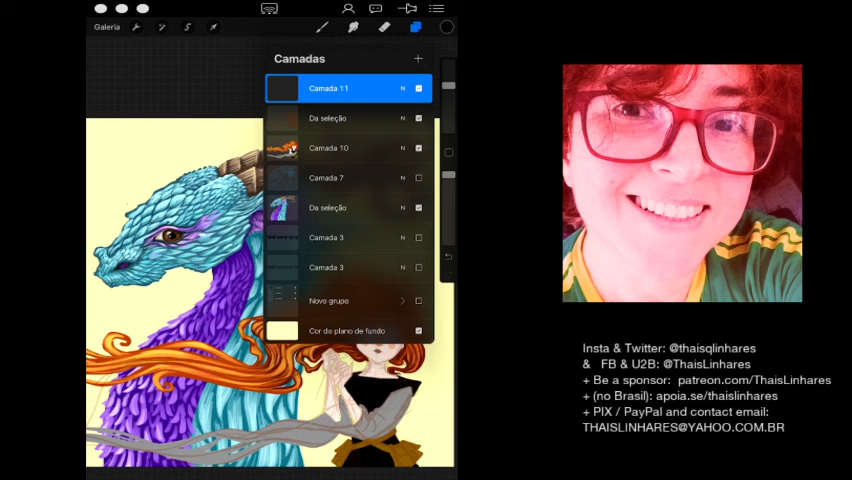 Galeria
Camadas
Camada 11 N
Da seleção N
Camada 10 N
Camada 7 N
Da seleção N
Camada 3 N
Camada 3 N
Novo grupo
Cor do plano de fundo
Insta & Twitter: @thaisqlinhares
& FB & U2B: @ThaisLinhares
+ Be a sponsor: patreon.com/ThaisLinhares
+ (no Brasil): apoia.se/thaislinhares
+ PIX / PayPal and contact email:
THAISLINHARES@YAHOO.COM.BR